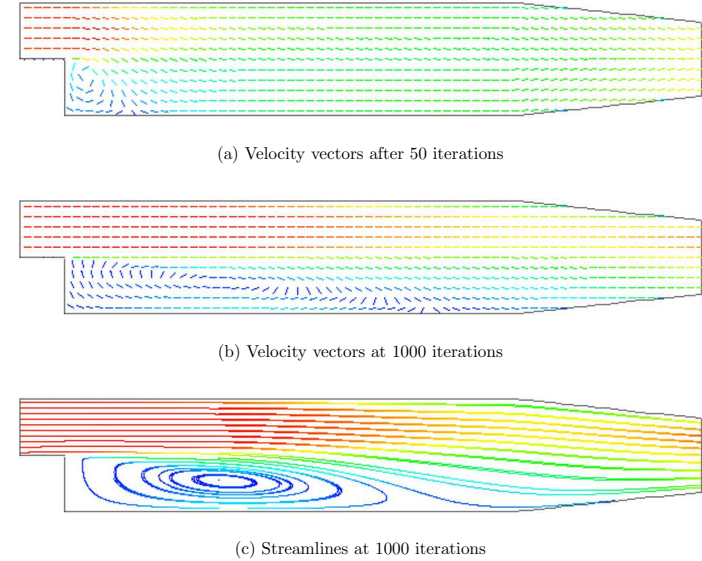 (a) Velocity vectors after 50 iterations
(b) Velocity vectors at 1000 iterations
(c) Streamlines at 1000 iterations